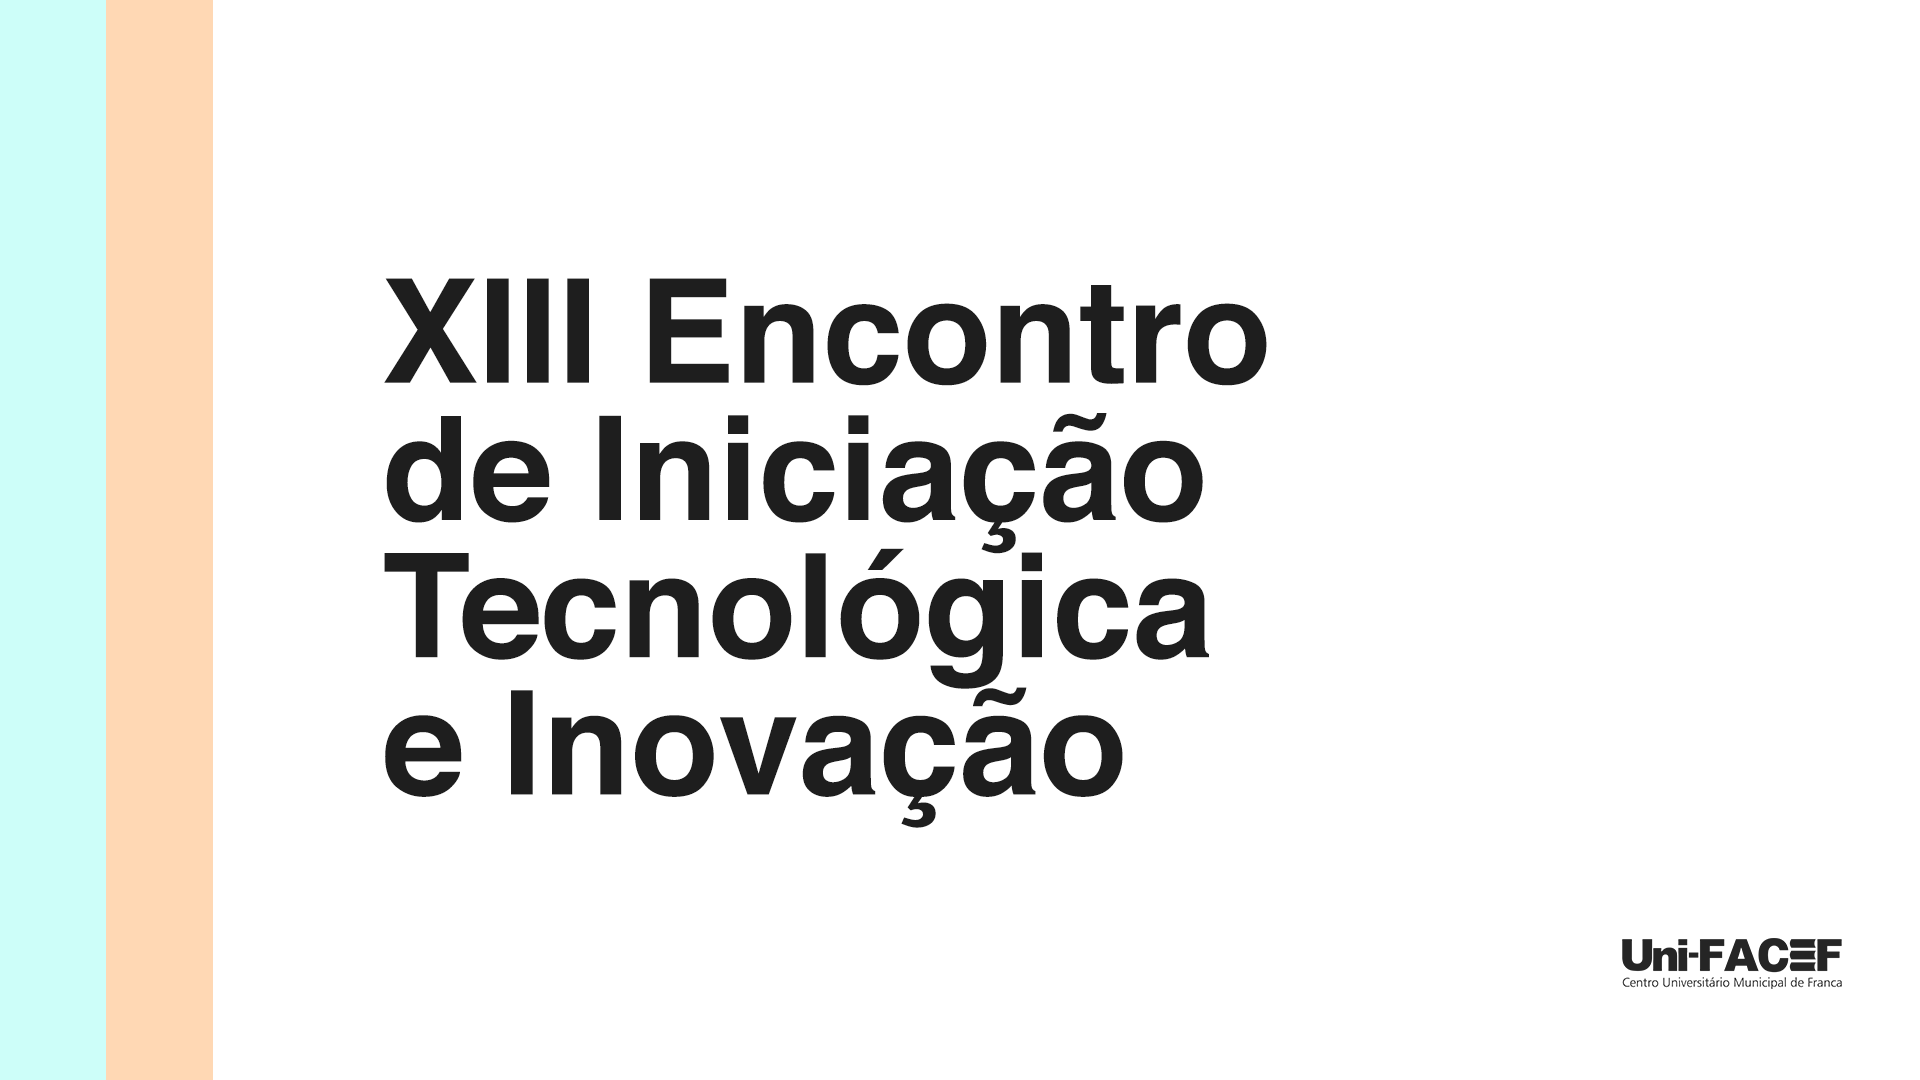 XIII Encontro
de Iniciação
Tecnológica
e Inovação
Uni-FACEF
Centro Universitário Municipal de Franca